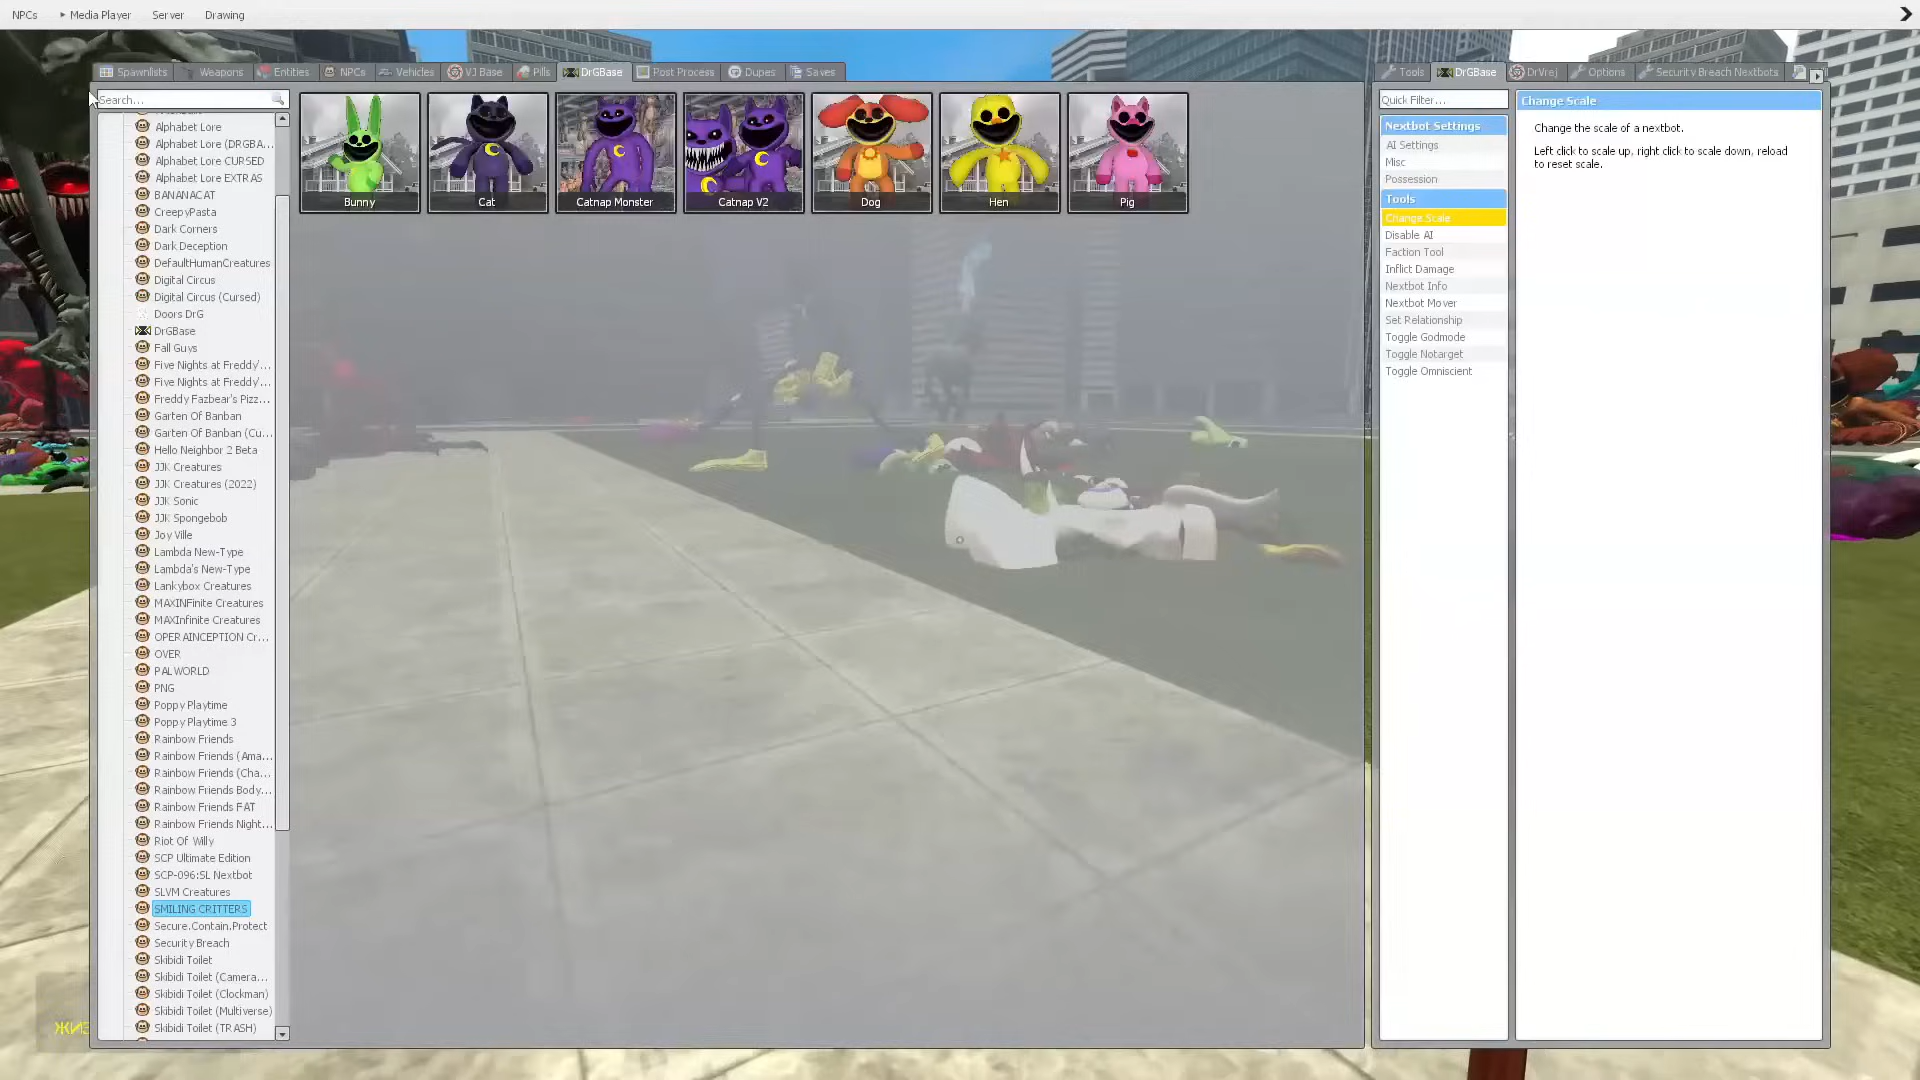 NPCs Media Player Server Drawing
Spawnlists Weapons Entities NPCs Vehicles VJ Base Pills DrGBase Post Process Dupes Saves
Search...
Alphabet Lore
Alphabet Lore (DRGBA...
Alphabet Lore CURSED
Alphabet Lore EXTRAS
BANANACAT
CreepyPasta
Dark Corners
Dark Deception
DefaultHumanCreatures
Digital Circus
Digital Circus (Cursed)
Doors DrG
DrGBase
Fall Guys
Five Nights at Freddy'...
Five Nights at Freddy'...
Freddy Fazbear's Pizz...
Garten Of Banban
Garten Of Banban (Cu...
Hello Neighbor 2 Beta
JJK Creatures
JJK Creatures (2022)
JJK Sonic
JJK Spongebob
Joy Ville
Lambda New-Type
Lambda's New-Type
Lankybox Creatures
MAXINFinite Creatures
MAXInfinite Creatures
OPERAINCEPTION Cr...
OVER
PALWORLD
PNG
Poppy Playtime
Poppy Playtime 3
Rainbow Friends
Rainbow Friends (Ama...
Rainbow Friends (Cha...
Rainbow Friends Body...
Rainbow Friends FAT
Rainbow Friends Night...
Riot Of Willy
SCP Ultimate Edition
SCP-096:SL Nextbot
SLVM Creatures
SMILING CRITTERS
Secure.Contain.Protect
Security Breach
Skibidi Toilet
Skibidi Toilet (Camera...
Skibidi Toilet (Clockman)
Skibidi Toilet (Multiverse)
Skibidi Toilet (TRASH)
Bunny Cat Catnap Monster Catnap V2 Dog Hen Pig
Tools DrGBase DrVrej Options Security Breach Nextbots
Quick Filter...
Nextbot Settings
AI Settings
Misc
Possession
Tools
Change Scale
Disable AI
Faction Tool
Inflict Damage
Nextbot Info
Nextbot Mover
Set Relationship
Toggle Godmode
Toggle Notarget
Toggle Omniscient
Change Scale
Change the scale of a nextbot.
Left click to scale up, right click to scale down, reload
to reset scale.